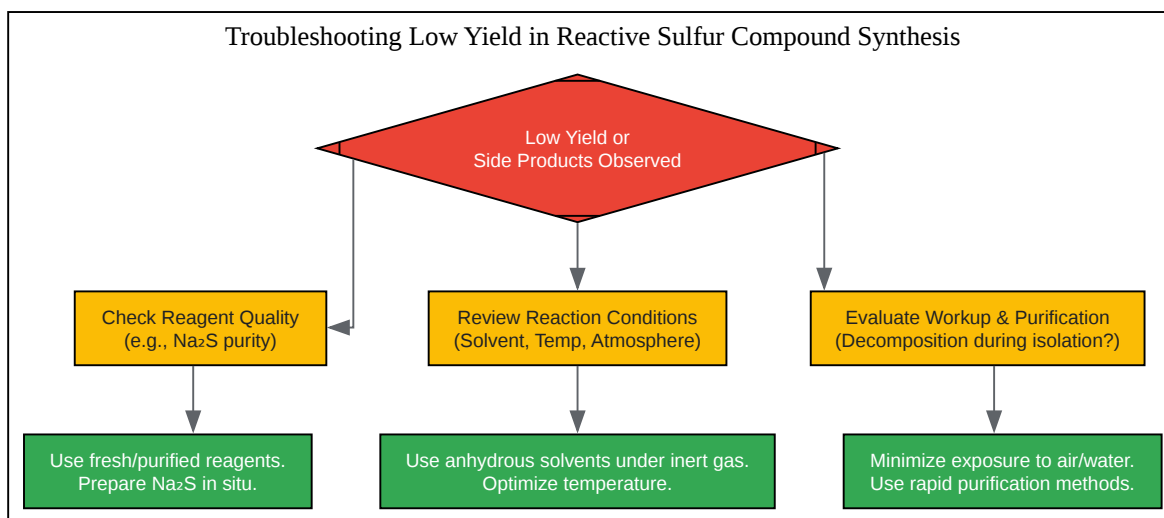 Troubleshooting Low Yield in Reactive Sulfur Compound Synthesis
Low Yield or
Side Products Observed
Check Reagent Quality
(e.g., Na₂S purity)
Review Reaction Conditions
(Solvent, Temp, Atmosphere)
Evaluate Workup & Purification
(Decomposition during isolation?)
Use fresh/purified reagents.
Prepare Na₂S in situ.
Use anhydrous solvents under inert gas.
Optimize temperature.
Minimize exposure to air/water.
Use rapid purification methods.